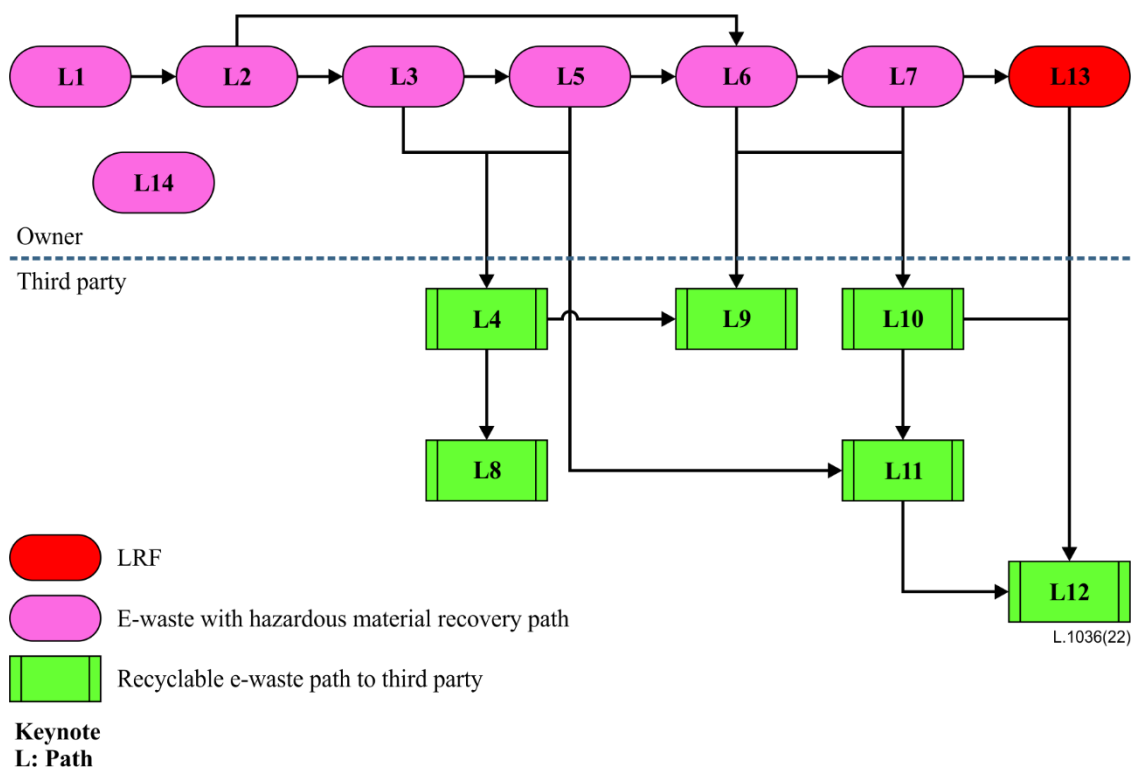 L1
L2
L3
L5
L6
L7
L13
L14
Owner
Third party
L4
L9
L10
L8
L11
L12
L.1036(22)
LRF
E-waste with hazardous material recovery path
Recyclable e-waste path to third party
Keynote
L: Path